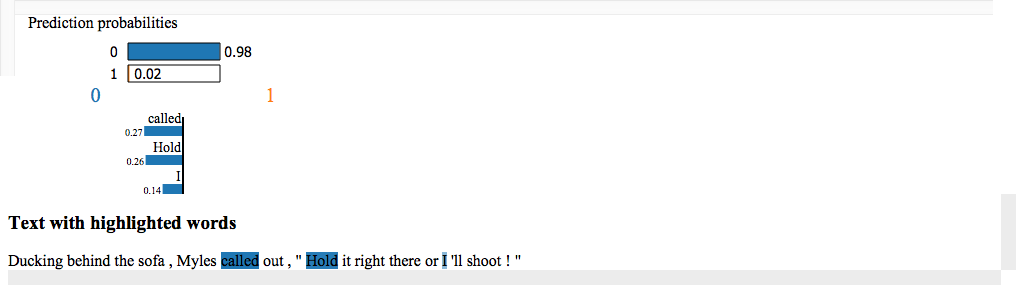 Prediction probabilities
0 0.98
1 0.02
0 1
called
0.27
Hold
0.26
I
0.14
Text with highlighted words
Ducking behind the sofa , Myles called out , " Hold it right there or I 'll shoot ! "